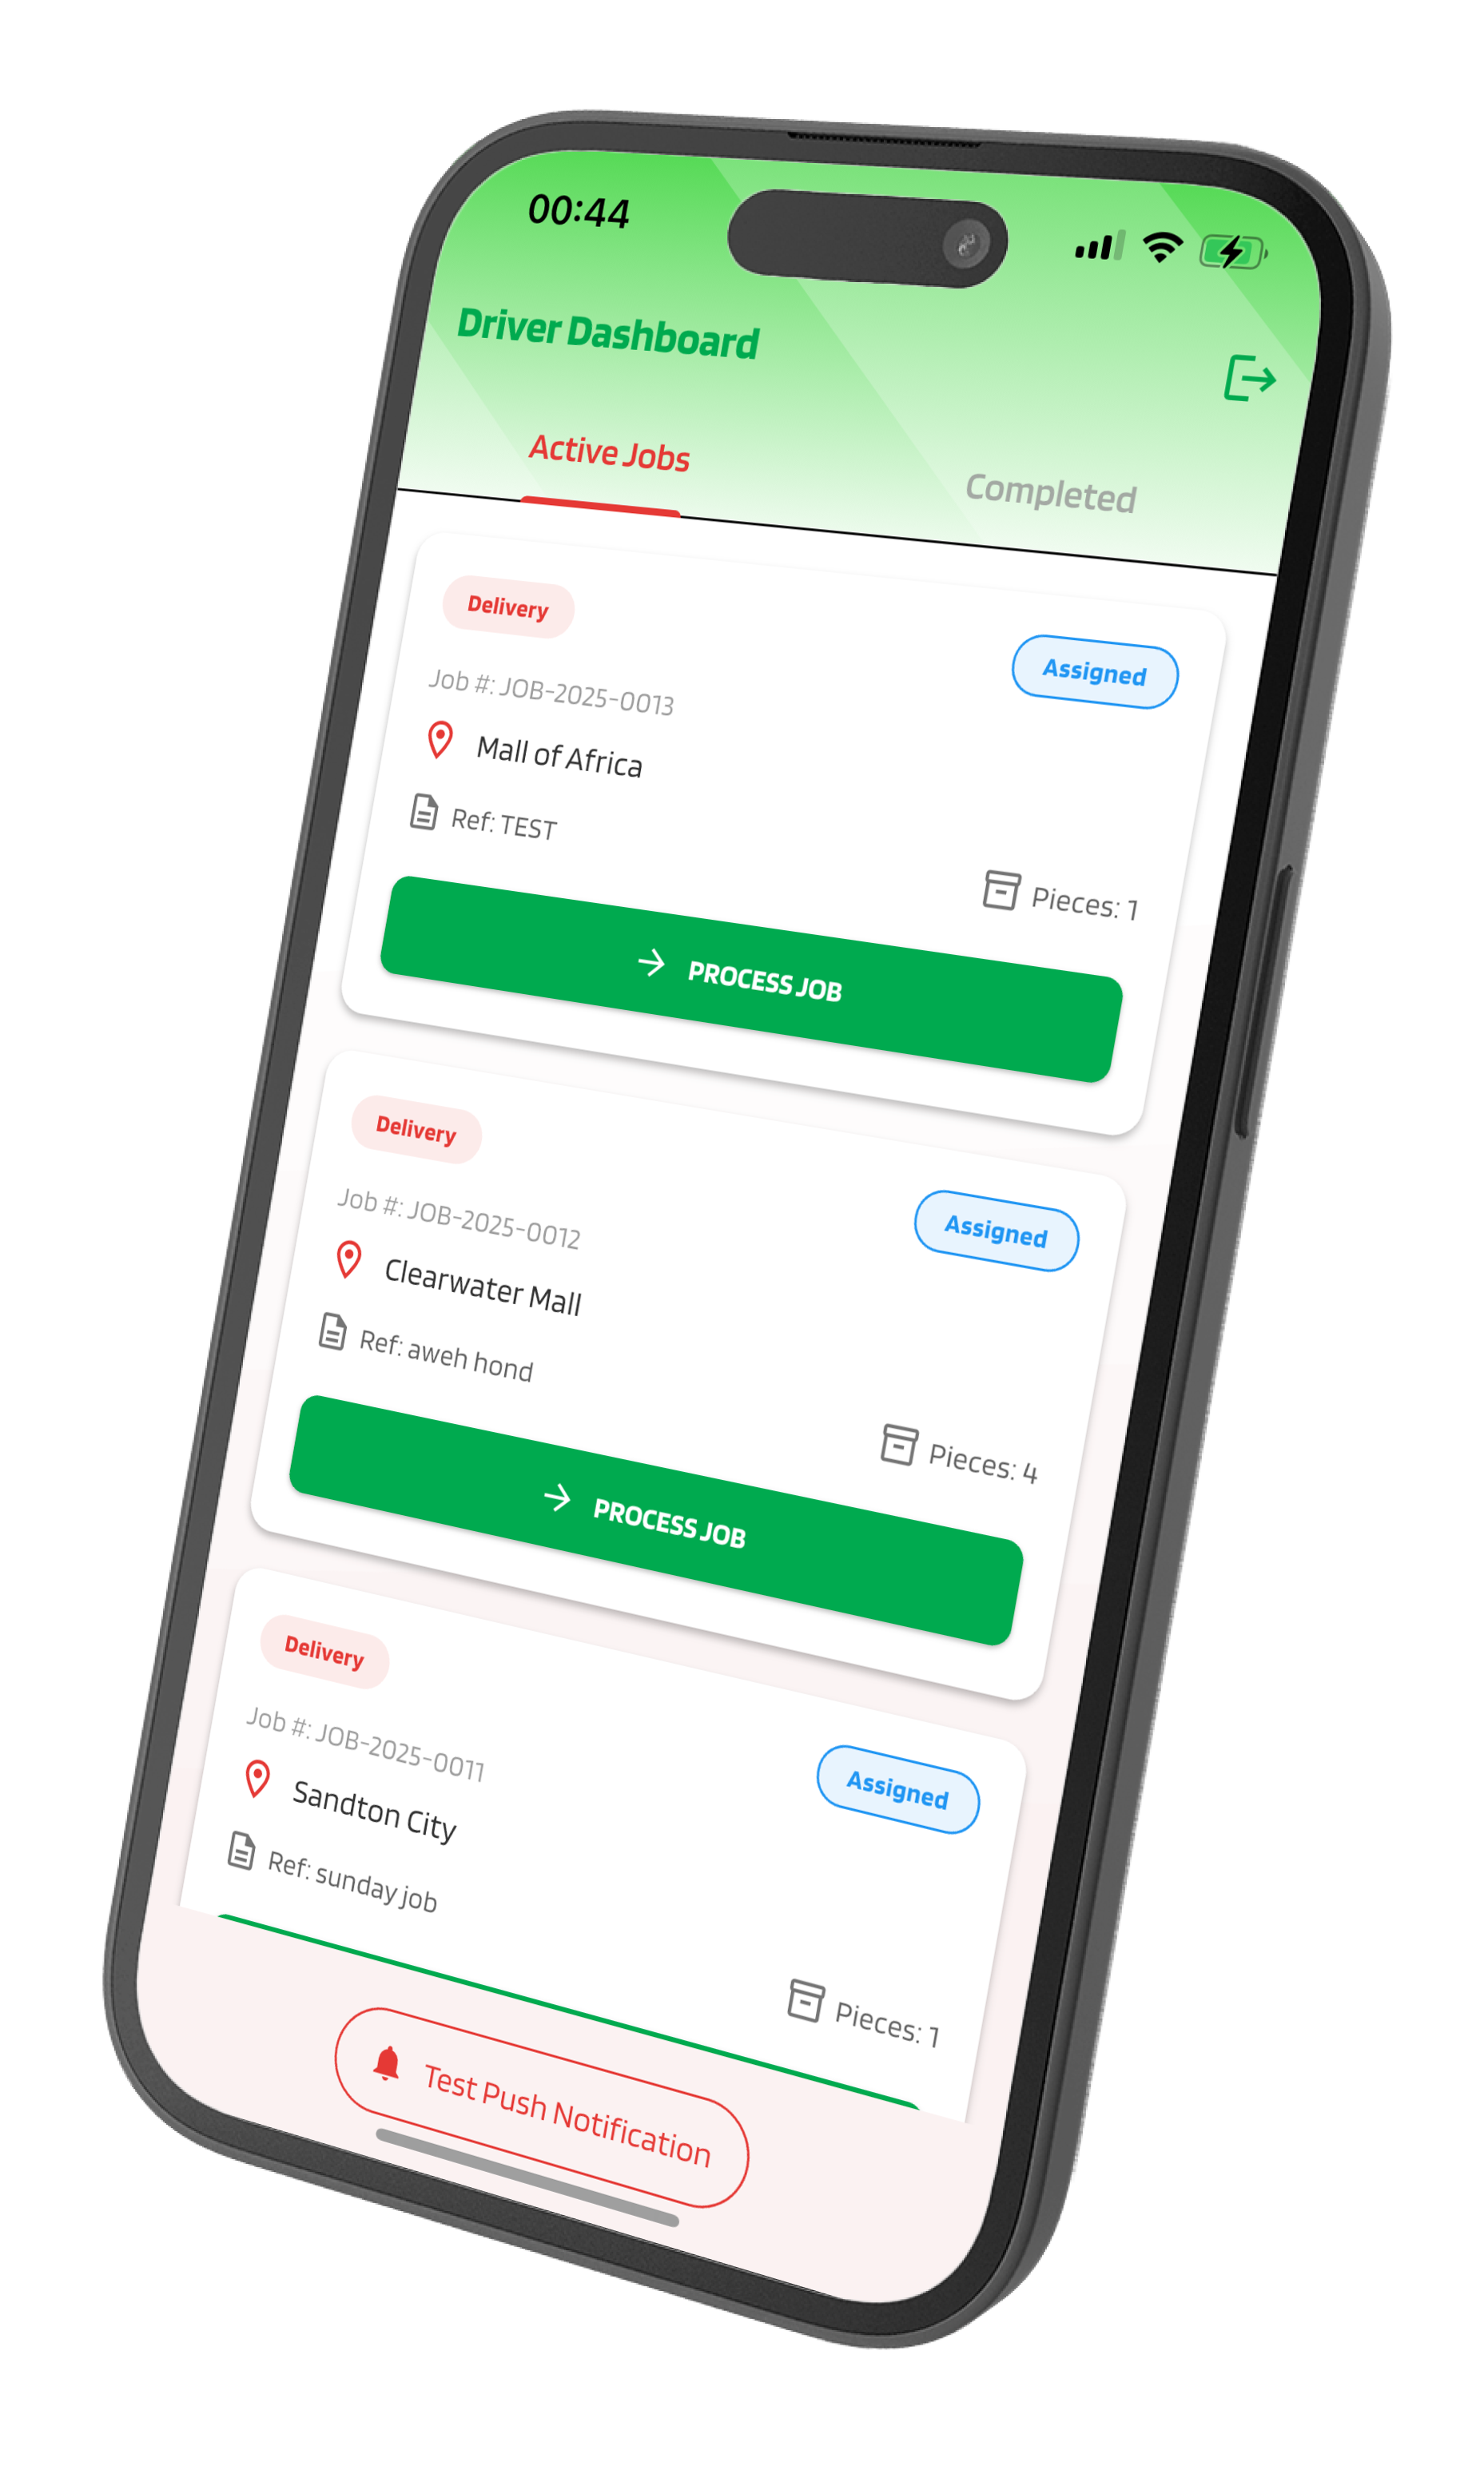 00:44
Driver Dashboard
Active Jobs
Completed
Delivery
Assigned
Job #: JOB-2025-0013
Mall of Africa
Ref: TEST
Pieces: 1
PROCESS JOB
Delivery
Assigned
Job #: JOB-2025-0012
Clearwater Mall
Ref: aweh hond
Pieces: 4
PROCESS JOB
Delivery
Assigned
Job #: JOB-2025-0011
Sandton City
Ref: sunday job
Pieces: 1
Test Push Notification